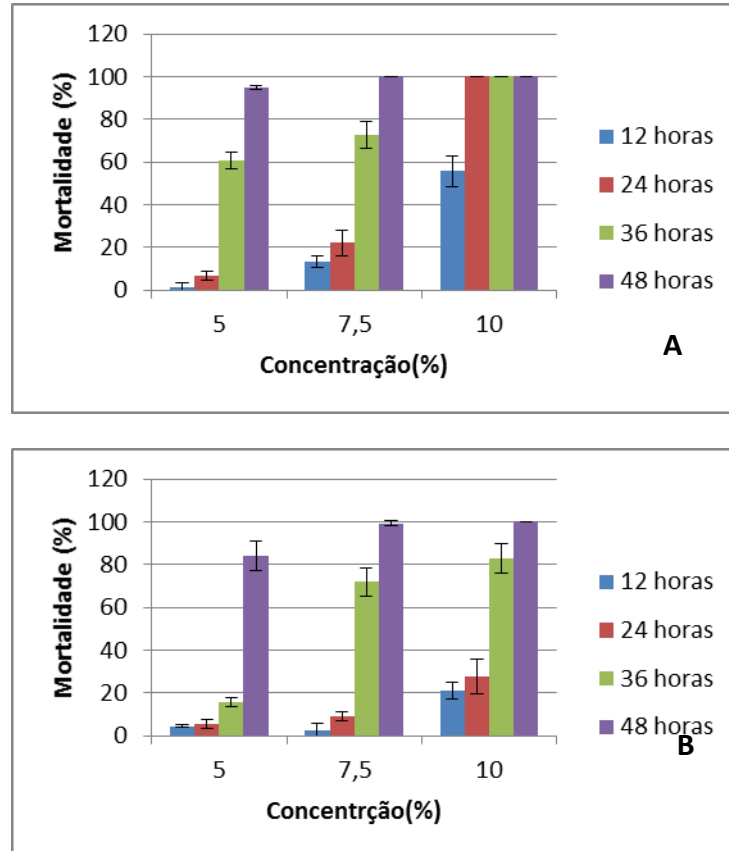 120
100
80
60
40
20
0
Mortalidade (%)
5 7,5 10
Concentração(%)
12 horas
24 horas
36 horas
48 horas
A
120
100
80
60
40
20
0
Mortalidade (%)
5 7,5 10
Concentrção(%)
12 horas
24 horas
36 horas
48 horas
B